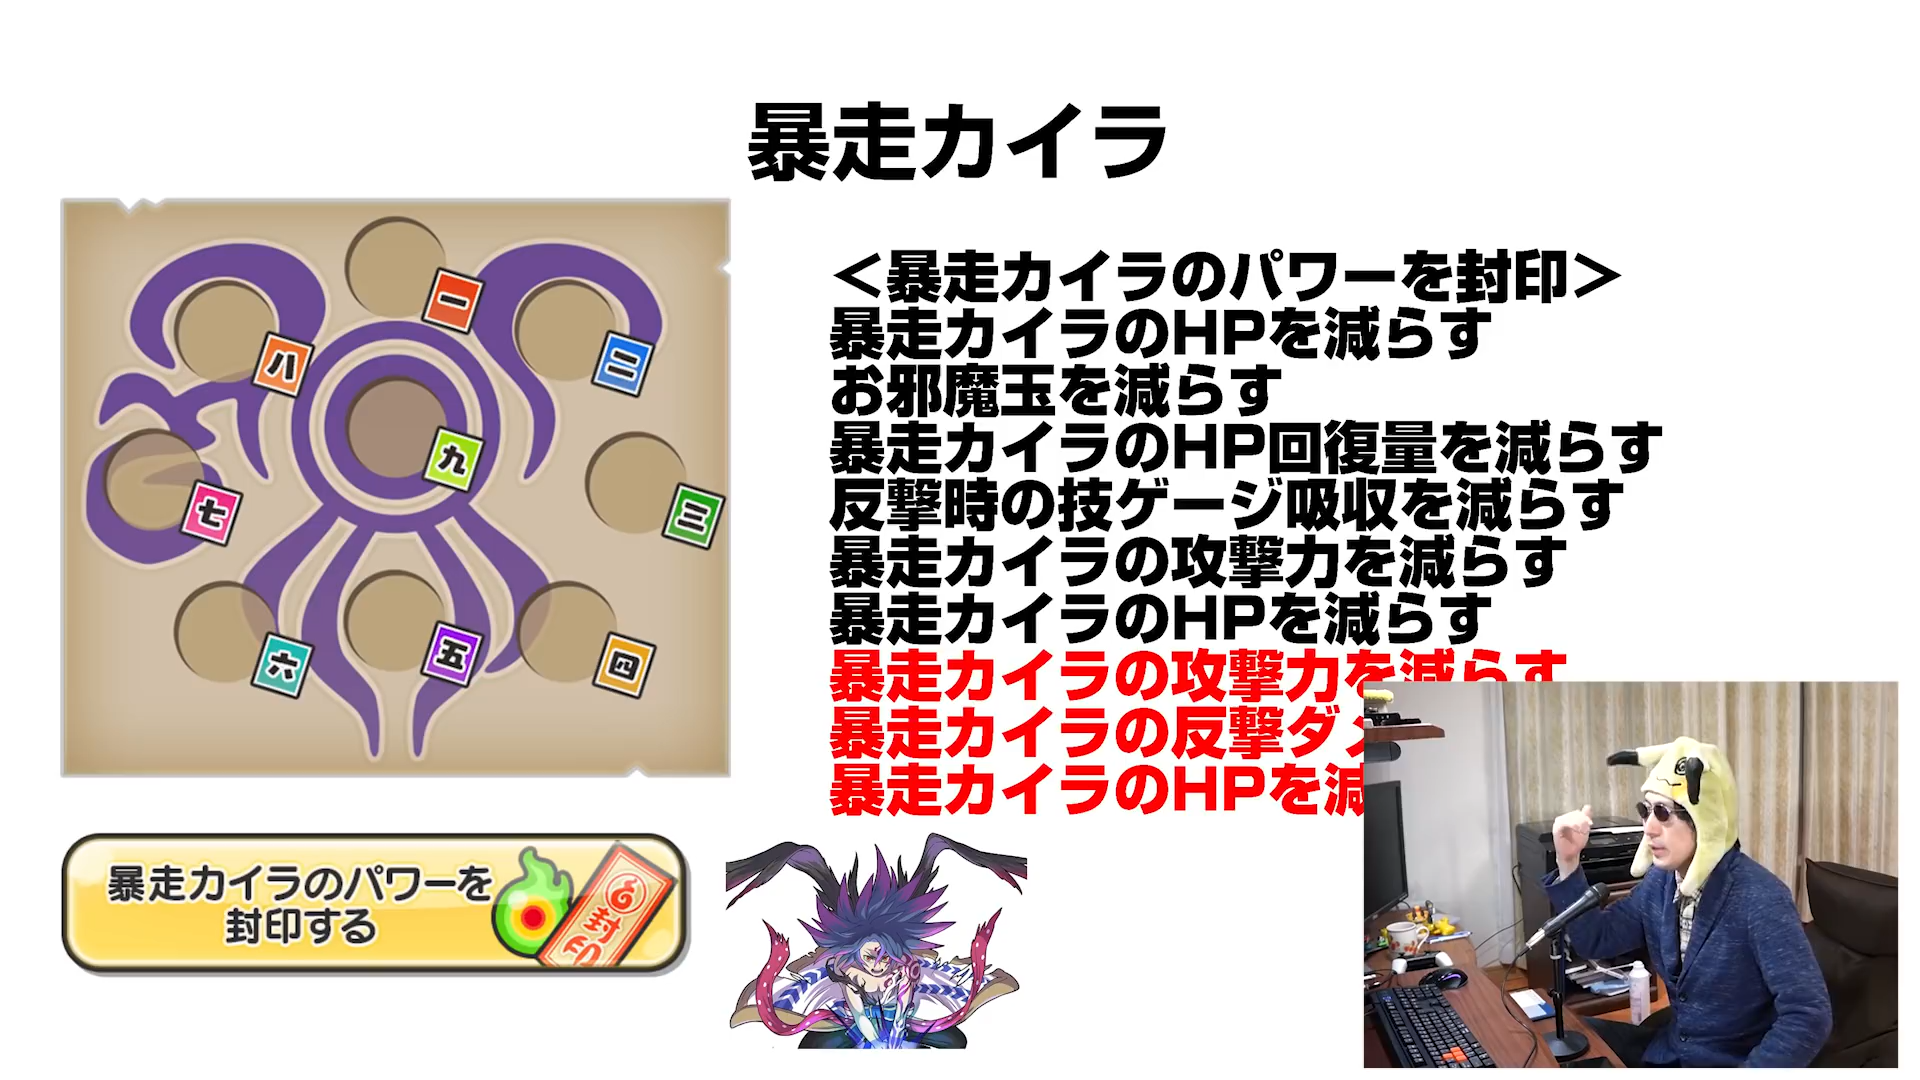 暴走カイラ
一
二
三
四
五
六
七
八
九
<暴走カイラのパワーを封印>
暴走カイラのHPを減らす
お邪魔玉を減らす
暴走カイラのHP回復量を減らす
反撃時の技ゲージ吸収を減らす
暴走カイラの攻撃力を減らす
暴走カイラのHPを減らす
暴走カイラの攻撃力を減らす
暴走カイラの反撃ダ
暴走カイラのHPを減
暴走カイラのパワーを
封印する
封印